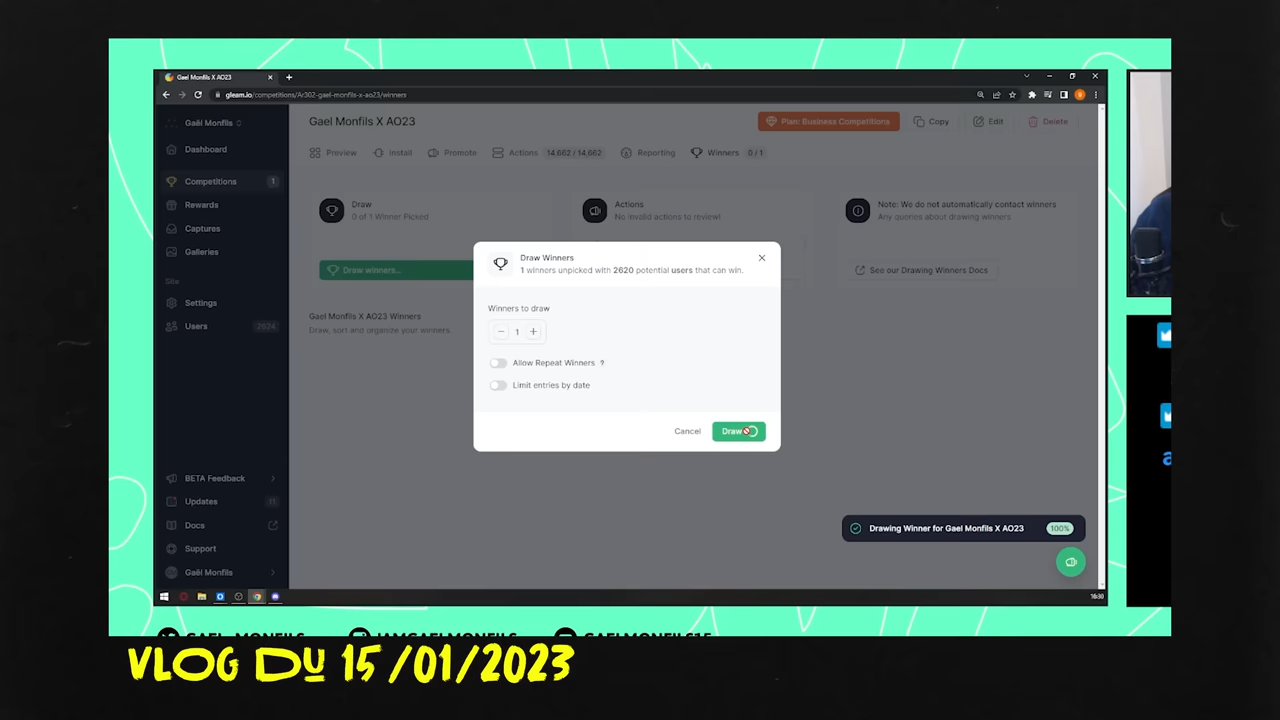 Gael Monfils X AO23
gleam.io/competitions/Ar302-gael-monfils-x-ao23/winners
Gaël Monfils
Gael Monfils X AO23
Plan: Business Competitions
Copy
Edit
Delete
Dashboard
Preview
Install
Promote
Actions 14,662 / 14,662
Reporting
Winners 0 / 1
Competitions 1
Rewards
Captures
Galleries
Site
Settings
Users 2624
Draw
0 of 1 Winner Picked
Draw winners...
Actions
No invalid actions to review!
Note: We do not automatically contact winners
Any queries about drawing winners
See our Drawing Winners Docs
Gael Monfils X AO23 Winners
Draw, sort and organize your winners.
Draw Winners
1 winners unpicked with 2620 potential users that can win.
Winners to draw
1
Allow Repeat Winners ?
Limit entries by date
Cancel
Draw
BETA Feedback
Updates
Docs
Support
Gaël Monfils
Drawing Winner for Gael Monfils X AO23 100%
16:30
GAEL_MONFILS
IAMGAELMONFILS
GAELMONFILS15
VLOG DU 15/01/2023